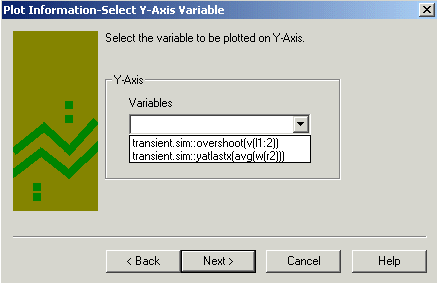 Plot Information-Select Y-Axis Variable
Select the variable to be plotted on Y-Axis.
Y-Axis
Variables
transient.sim::overshoot(v(l1:2))
transient.sim::yatlastx(avg(w(r2)))
< Back
Next >
Cancel
Help